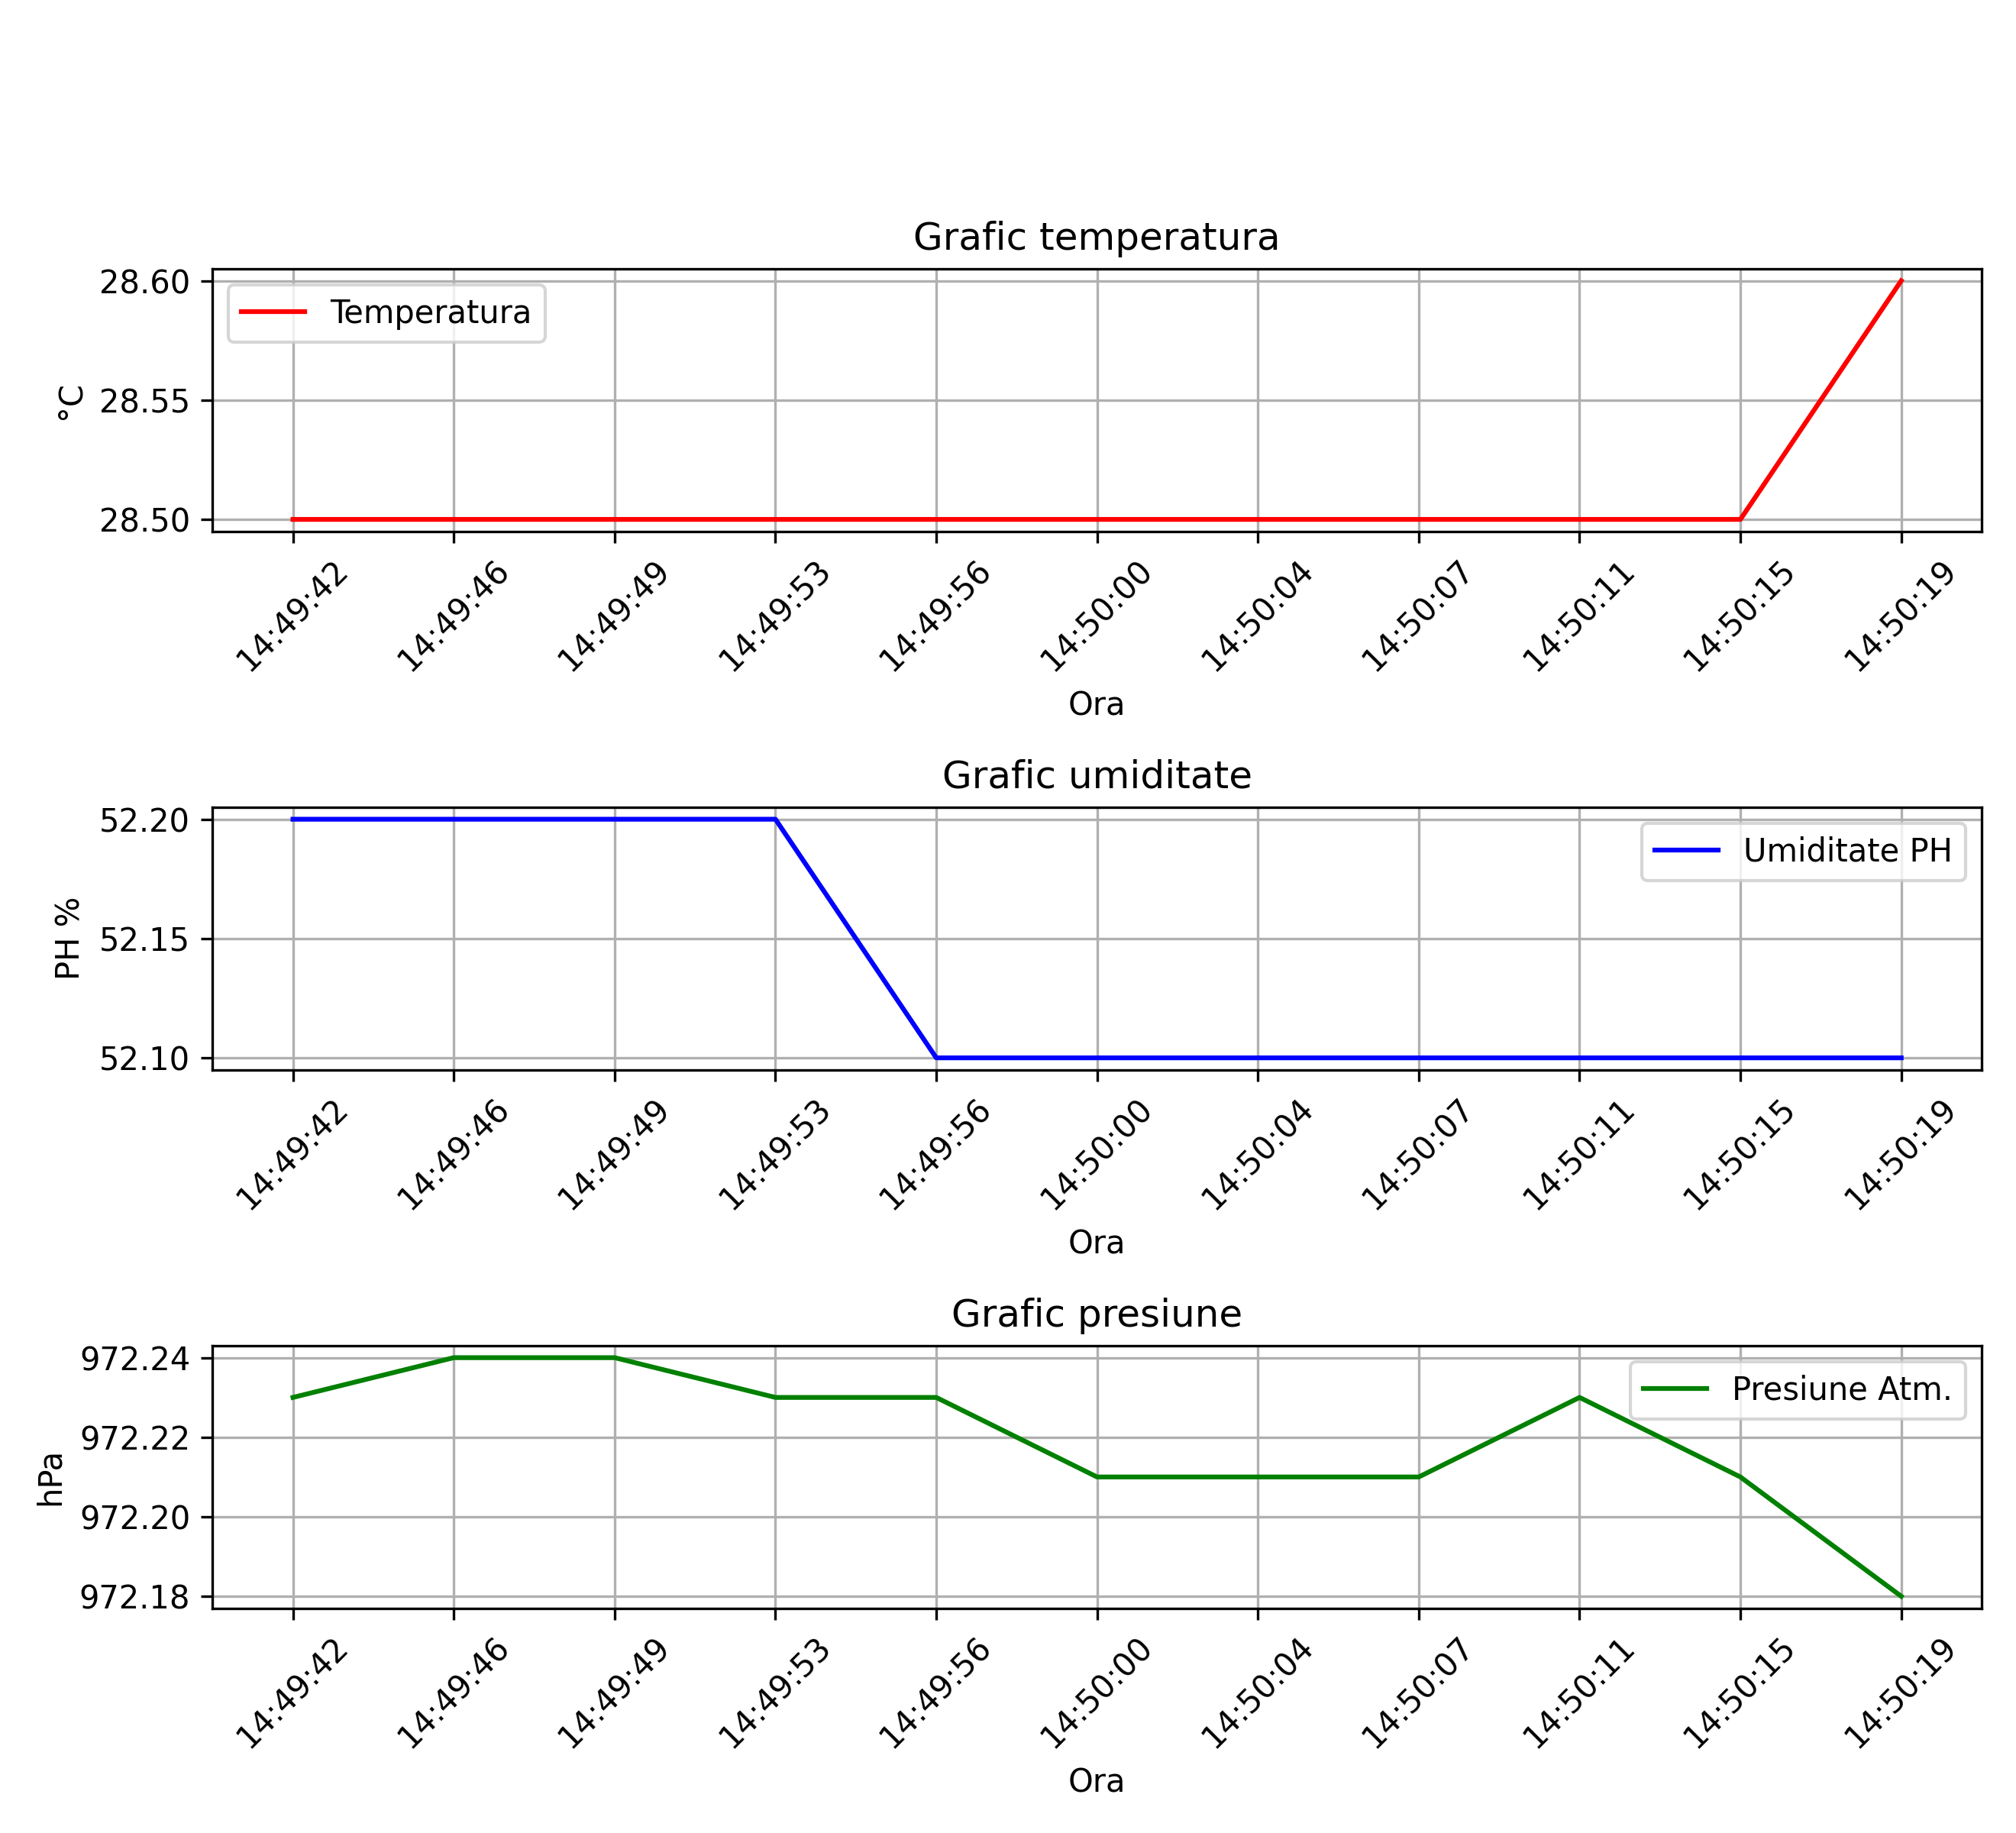 Grafic temperatura
28.60
28.55
28.50
°C
Temperatura
14:49:42 14:49:46 14:49:49 14:49:53 14:49:56 14:50:00 14:50:04 14:50:07 14:50:11 14:50:15 14:50:19
Ora
Grafic umiditate
52.20
52.15
52.10
PH %
Umiditate PH
14:49:42 14:49:46 14:49:49 14:49:53 14:49:56 14:50:00 14:50:04 14:50:07 14:50:11 14:50:15 14:50:19
Ora
Grafic presiune
972.24
972.22
972.20
972.18
hPa
Presiune Atm.
14:49:42 14:49:46 14:49:49 14:49:53 14:49:56 14:50:00 14:50:04 14:50:07 14:50:11 14:50:15 14:50:19
Ora